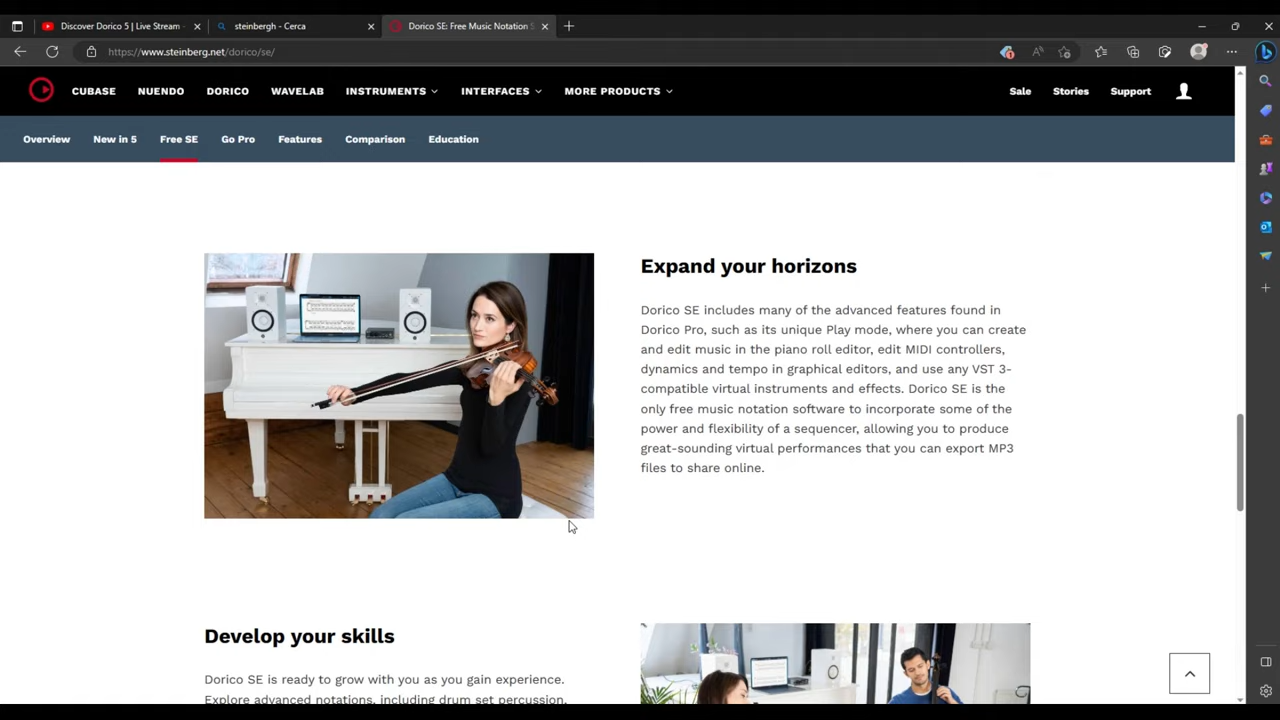 Discover Dorico 5 | Live Stream -
steinbergh - Cerca
Dorico SE: Free Music Notation S
https://www.steinberg.net/dorico/se/
CUBASE
NUENDO
DORICO
WAVELAB
INSTRUMENTS
INTERFACES
MORE PRODUCTS
Sale
Stories
Support
Overview
New in 5
Free SE
Go Pro
Features
Comparison
Education
Expand your horizons
Dorico SE includes many of the advanced features found in
Dorico Pro, such as its unique Play mode, where you can create
and edit music in the piano roll editor, edit MIDI controllers,
dynamics and tempo in graphical editors, and use any VST 3-
compatible virtual instruments and effects. Dorico SE is the
only free music notation software to incorporate some of the
power and flexibility of a sequencer, allowing you to produce
great-sounding virtual performances that you can export MP3
files to share online.
Develop your skills
Dorico SE is ready to grow with you as you gain experience.
Explore advanced notations, including drum set percussion,